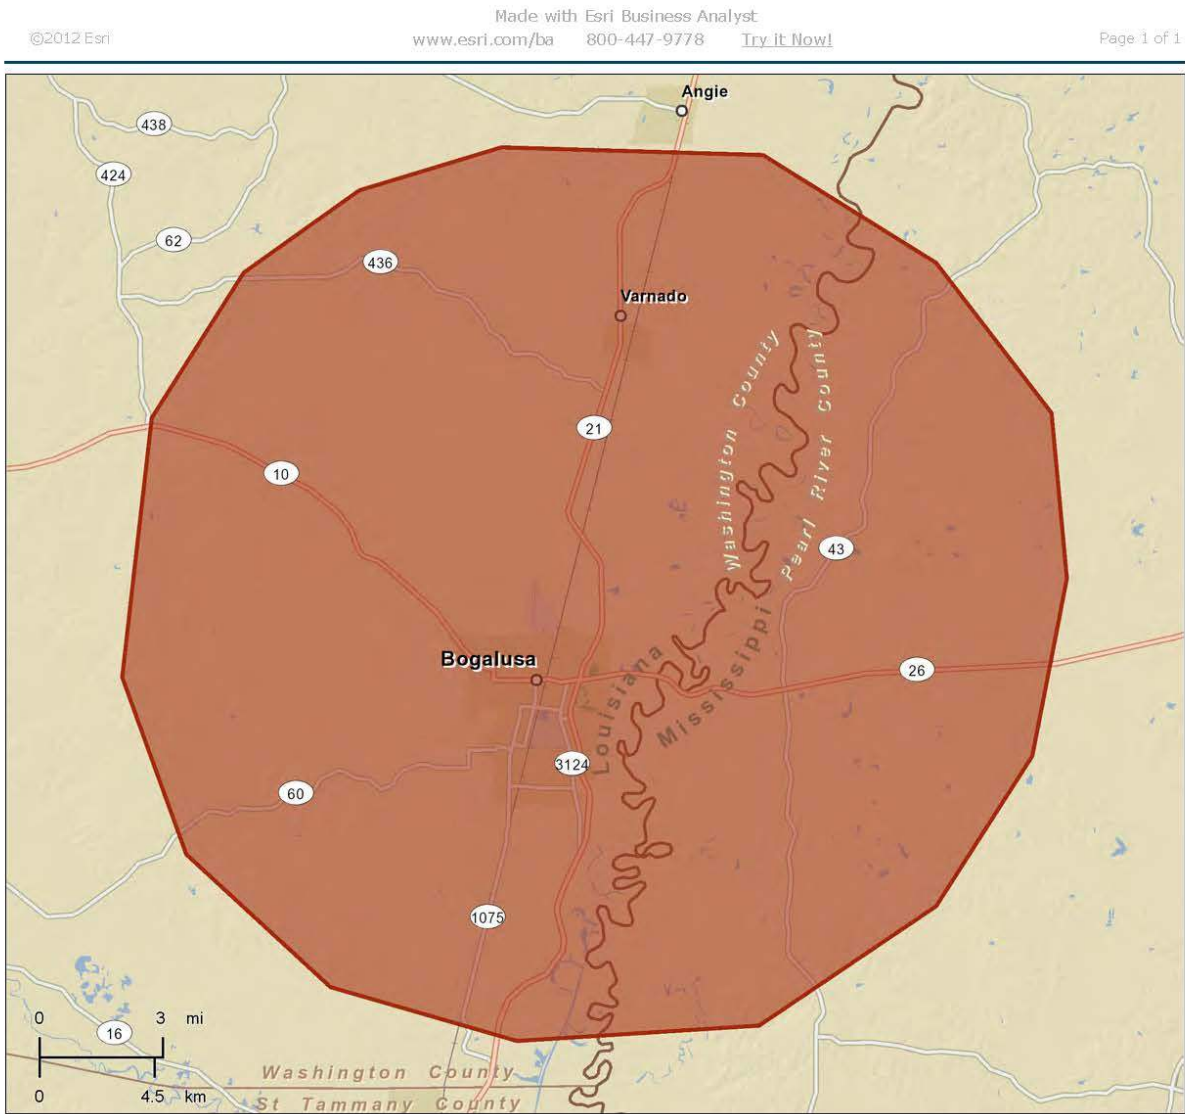 Made with Esri Business Analyst
©2012 Esri www.esri.com/ba 800-447-9778 Try it Now! Page 1 of 1
Angie
438
424
62
436
Varnado
21
10
Washington County
Pearl River County
43
Bogalusa
26
Louisiana
Mississippi
3124
60
1075
0 3 mi
16
0 4.5 km
Washington County
St Tammany County